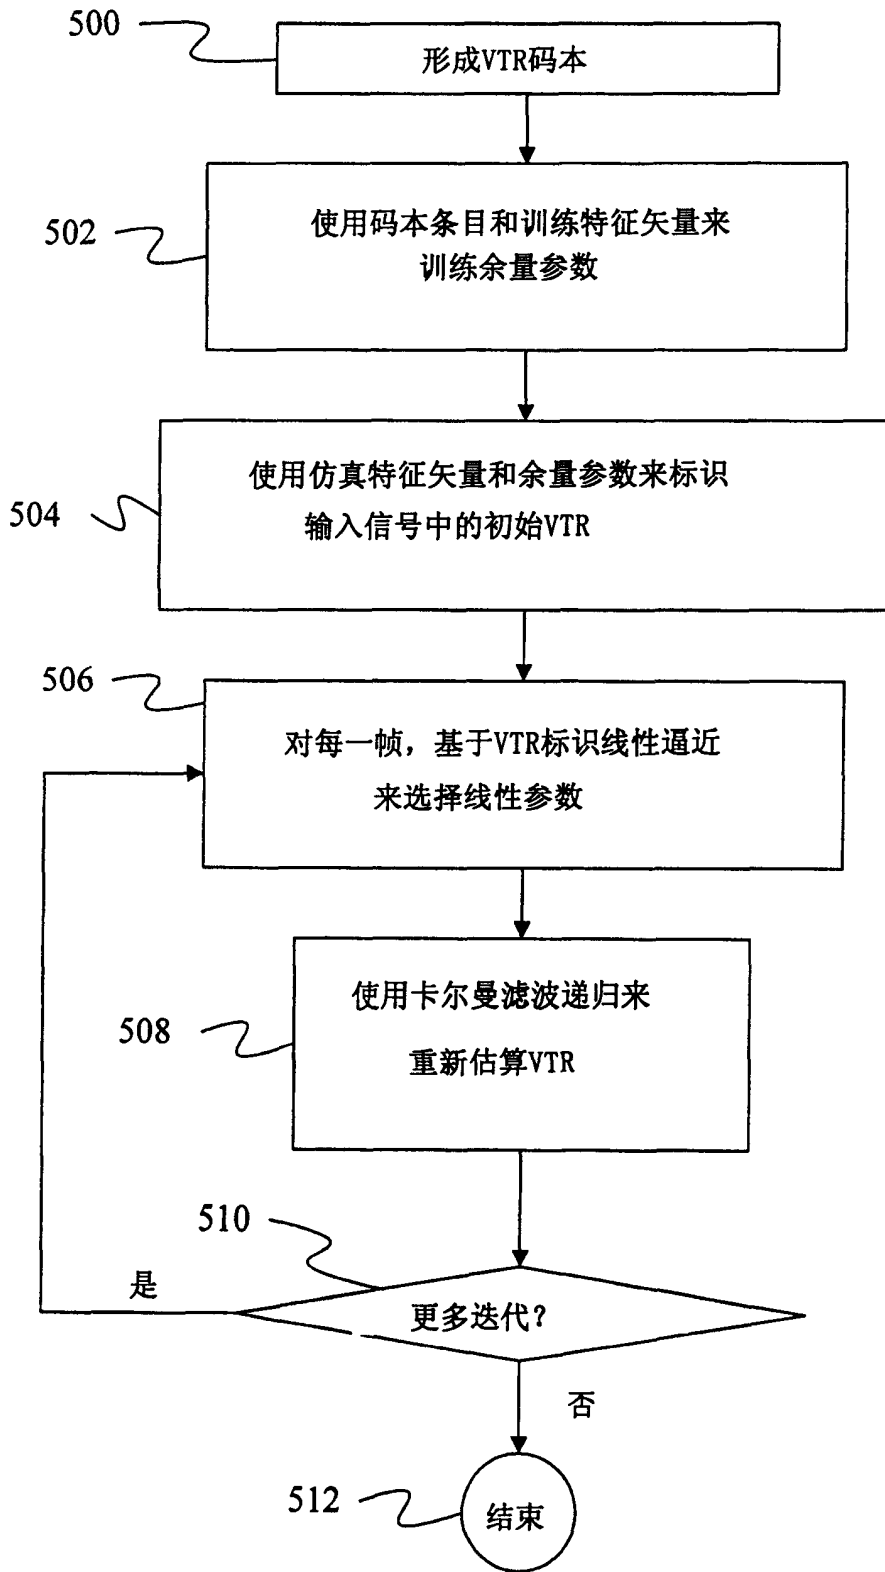 500
形成VTR码本
502
使用码本条目和训练特征矢量来
训练余量参数
504
使用仿真特征矢量和余量参数来标识
输入信号中的初始VTR
506
对每一帧，基于VTR标识线性逼近
来选择线性参数
508
使用卡尔曼滤波递归来
重新估算VTR
510
是
更多迭代?
否
512
结束